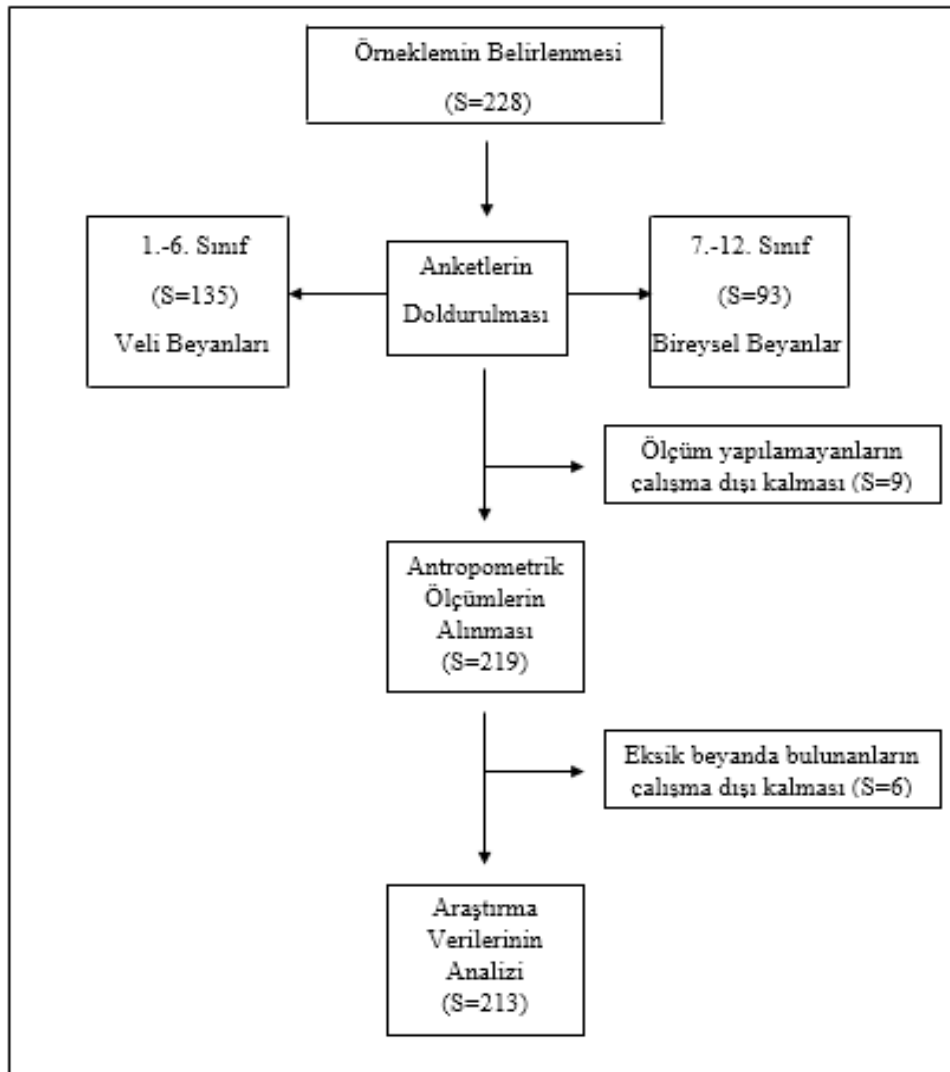 Örneklemin Belirlenmesi
(S=228)
1.-6. Sınıf
(S=135)
Veli Beyanları
Anketlerin
Doldurulması
7.-12. Sınıf
(S=93)
Bireysel Beyanlar
Ölçüm yapılamayanların
çalışma dışı kalması (S=9)
Antropometrik
Ölçümlerin
Alınması
(S=219)
Eksik beyanda bulunanların
çalışma dışı kalması (S=6)
Araştırma
Verilerinin
Analizi
(S=213)